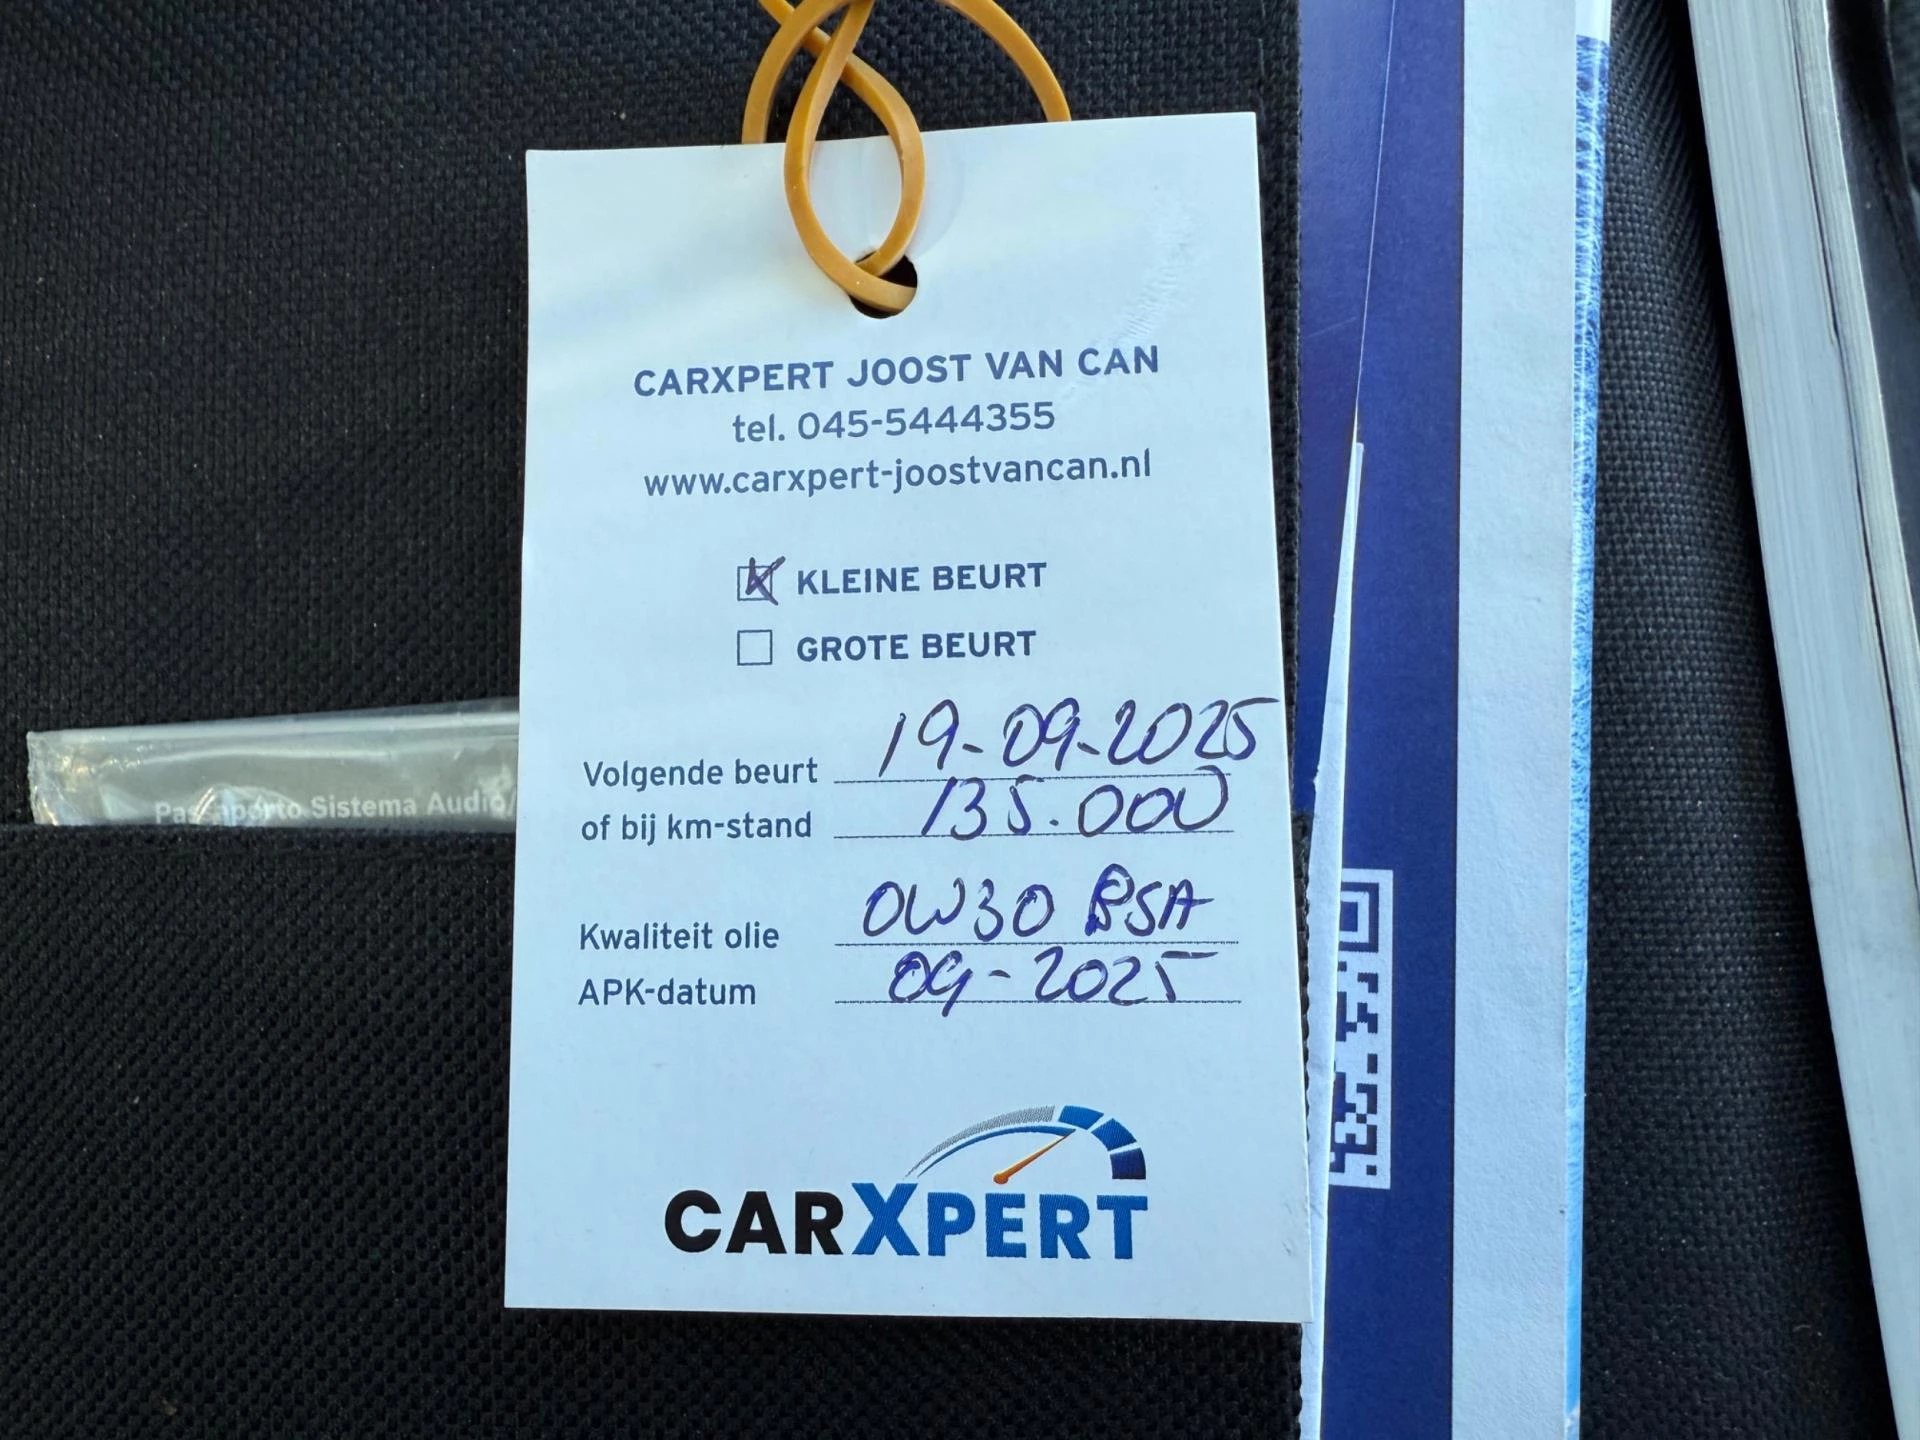 CARXPERT JOOST VAN CAN
tel. 045-5444355
www.carxpert-joostvancan.nl
KLEINE BEURT
GROTE BEURT
Volgende beurt 19-09-2025
of bij km-stand 135.000
Kwaliteit olie 0W30 PSA
APK-datum 09-2025
CARXPERT
Passaporto Sistema Audio/